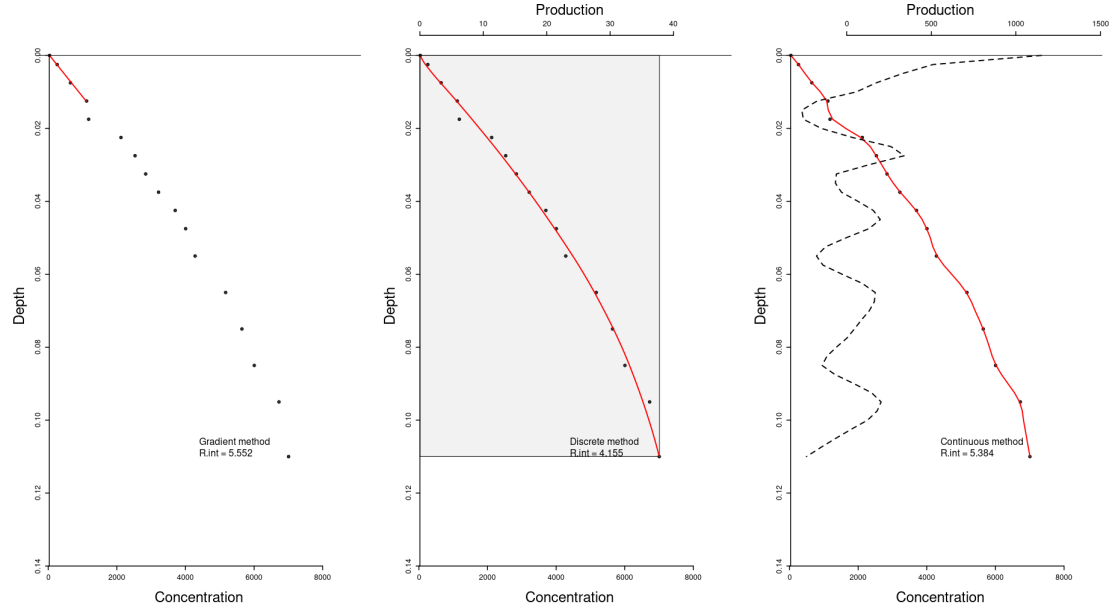 Depth
0.00
0.02
0.04
0.06
0.08
0.10
0.12
0.14
Gradient method
R.int = 5.552
0 2000 4000 6000 8000
Concentration
Production
0 10 20 30 40
Depth
0.00
0.02
0.04
0.06
0.08
0.10
0.12
0.14
Discrete method
R.int = 4.155
0 2000 4000 6000 8000
Concentration
Production
0 500 1000 1500
Depth
0.00
0.02
0.04
0.06
0.08
0.10
0.12
0.14
Continuous method
R.int = 5.384
0 2000 4000 6000 8000
Concentration